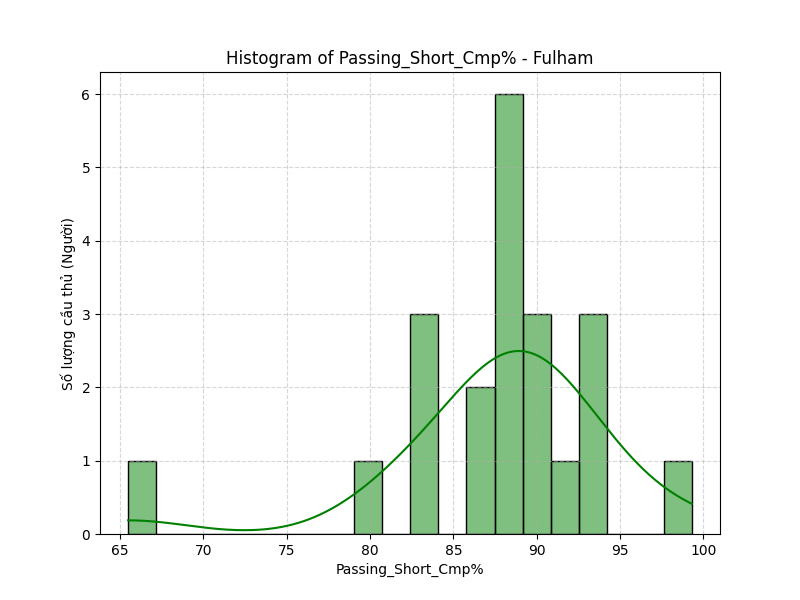 Histogram of Passing_Short_Cmp% - Fulham
Số lượng cầu thủ (Người)
6
5
4
3
2
1
0
65 70 75 80 85 90 95 100
Passing_Short_Cmp%